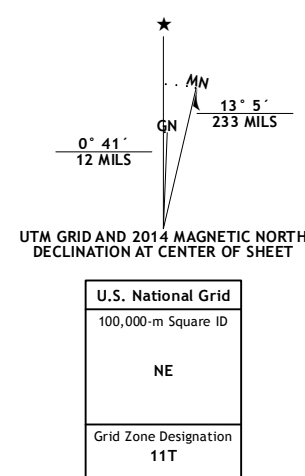 ★
MN
GN
13° 5´
233 MILS
0° 41´
12 MILS
UTM GRID AND 2014 MAGNETIC NORTH
DECLINATION AT CENTER OF SHEET
U.S. National Grid
100,000-m Square ID
NE
Grid Zone Designation
11T